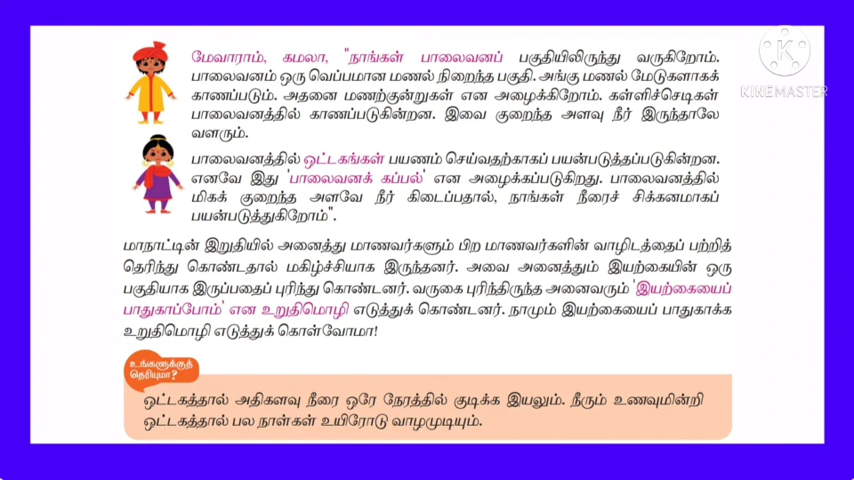 மேவாராம், கமலா, "நாங்கள் பாலைவனப் பகுதியிலிருந்து வருகிறோம்.
பாலைவனம் ஒரு வெப்பமான மணல் நிறைந்த பகுதி. அங்கு மணல் மேடுகளாகக்
காணப்படும். அதனை மணற்குன்றுகள் என அழைக்கிறோம். கள்ளிச்செடிகள்
பாலைவனத்தில் காணப்படுகின்றன. இவை குறைந்த அளவு நீர் இருந்தாலே
வளரும்.
பாலைவனத்தில் ஒட்டகங்கள் பயணம் செய்வதற்காகப் பயன்படுத்தப்படுகின்றன.
எனவே இது 'பாலைவனக் கப்பல்' என அழைக்கப்படுகிறது. பாலைவனத்தில்
மிகக் குறைந்த அளவே நீர் கிடைப்பதால், நாங்கள் நீரைச் சிக்கனமாகப்
பயன்படுத்துகிறோம்".
மாநாட்டின் இறுதியில் அனைத்து மாணவர்களும் பிற மாணவர்களின் வாழிடத்தைப் பற்றித்
தெரிந்து கொண்டதால் மகிழ்ச்சியாக இருந்தனர். அவை அனைத்தும் இயற்கையின் ஒரு
பகுதியாக இருப்பதைப் புரிந்து கொண்டனர். வருகை புரிந்திருந்த அனைவரும் 'இயற்கையைப்
பாதுகாப்போம்' என உறுதிமொழி எடுத்துக் கொண்டனர். நாமும் இயற்கையைப் பாதுகாக்க
உறுதிமொழி எடுத்துக் கொள்வோமா!
உங்களுக்குத்
தெரியுமா?
ஒட்டகத்தால் அதிகளவு நீரை ஒரே நேரத்தில் குடிக்க இயலும். நீரும் உணவுமின்றி
ஒட்டகத்தால் பல நாள்கள் உயிரோடு வாழமுடியும்.
KINEMASTER